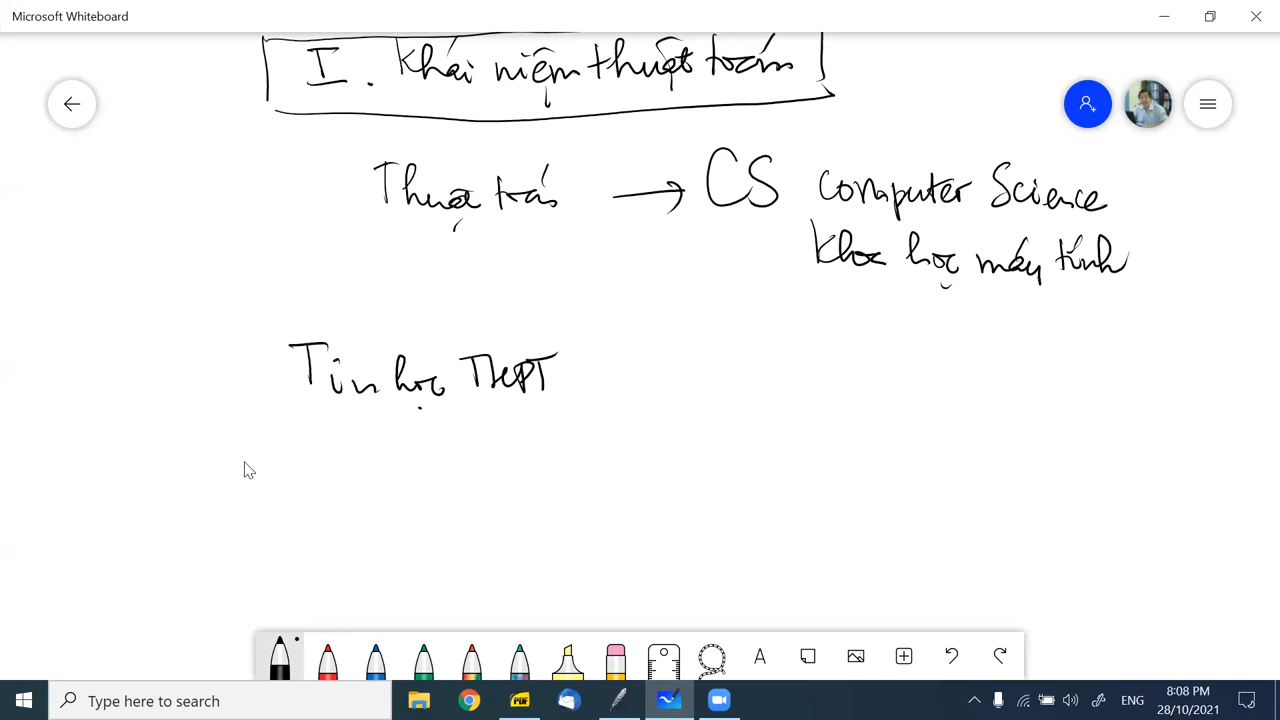 Microsoft Whiteboard
I. Khái niệm thuật toán
Thuật toán → CS Computer Science
Khoa học máy tính
Tin học THPT
A
PDF
Type here to search
ENG
8:08 PM
28/10/2021